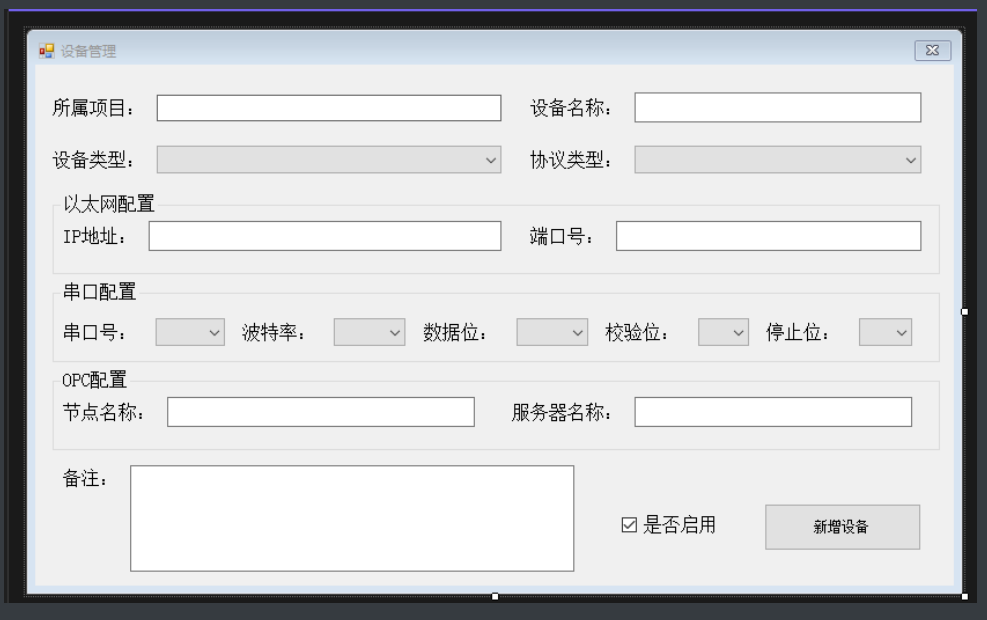 设备管理
所属项目： 设备名称：
设备类型： 协议类型：
以太网配置
IP地址： 端口号：
串口配置
串口号： 波特率： 数据位： 校验位： 停止位：
OPC配置
节点名称： 服务器名称：
备注：
是否启用 新增设备